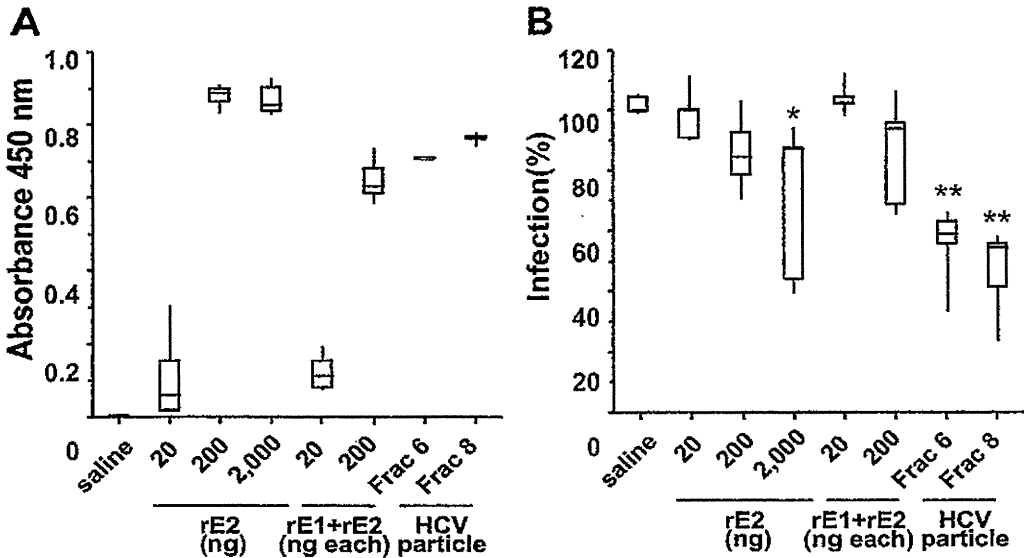 A
Absorbance 450 nm
1.0
0.8
0.6
0.4
0.2
0
saline
20
200
2,000
20
200
Frac 6
Frac 8
rE2
(ng)
rE1+rE2
(ng each)
HCV
particle
B
Infection(%)
120
100
80
60
40
20
0
*
**
**
saline
20
200
2,000
20
200
Frac 6
Frac 8
rE2
(ng)
rE1+rE2
(ng each)
HCV
particle